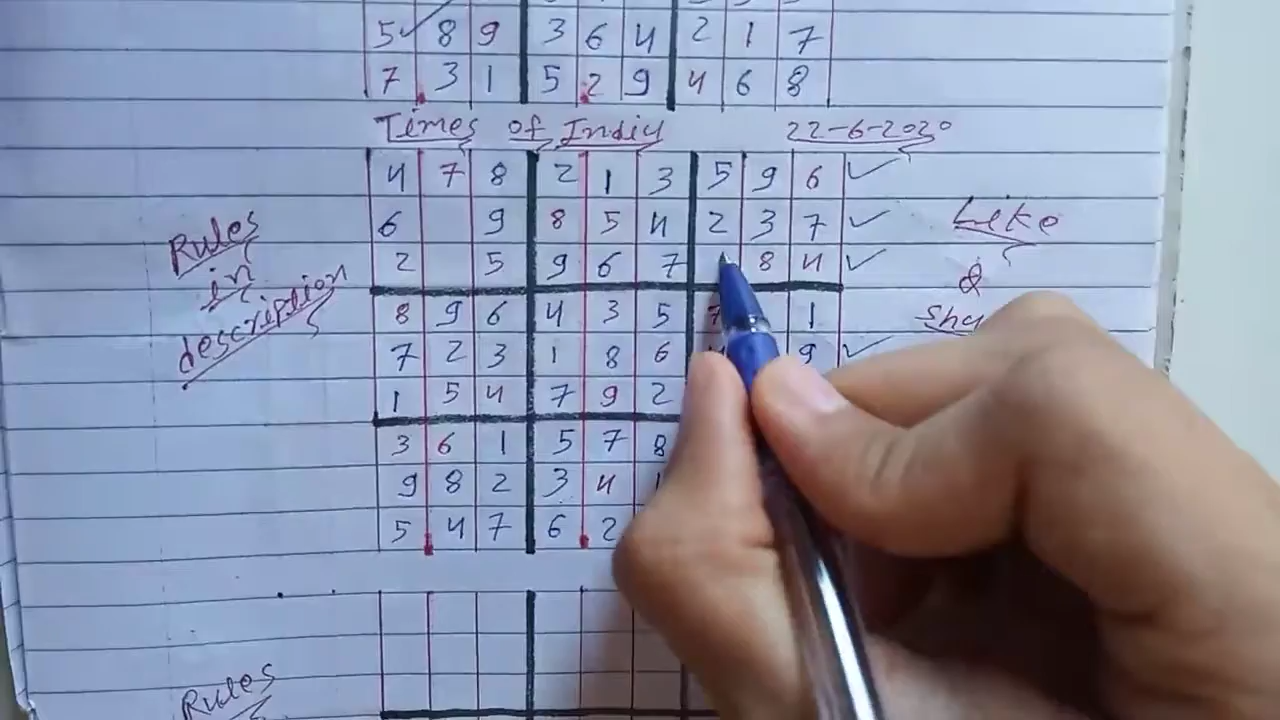 5 8 9 3 6 4 2 1 7
7 3 1 5 2 9 4 6 8
Times of India 22-6-2020
4 7 8 2 1 3 5 9 6
6 9 8 5 4 2 3 7
2 5 9 6 7 8 4
8 9 6 4 3 5 7 1
7 2 3 1 8 6 9
1 5 4 7 9 2
3 6 1 5 7 8
9 8 2 3 4
5 4 7 6 2
Rules
in
description
Like
&
Rules